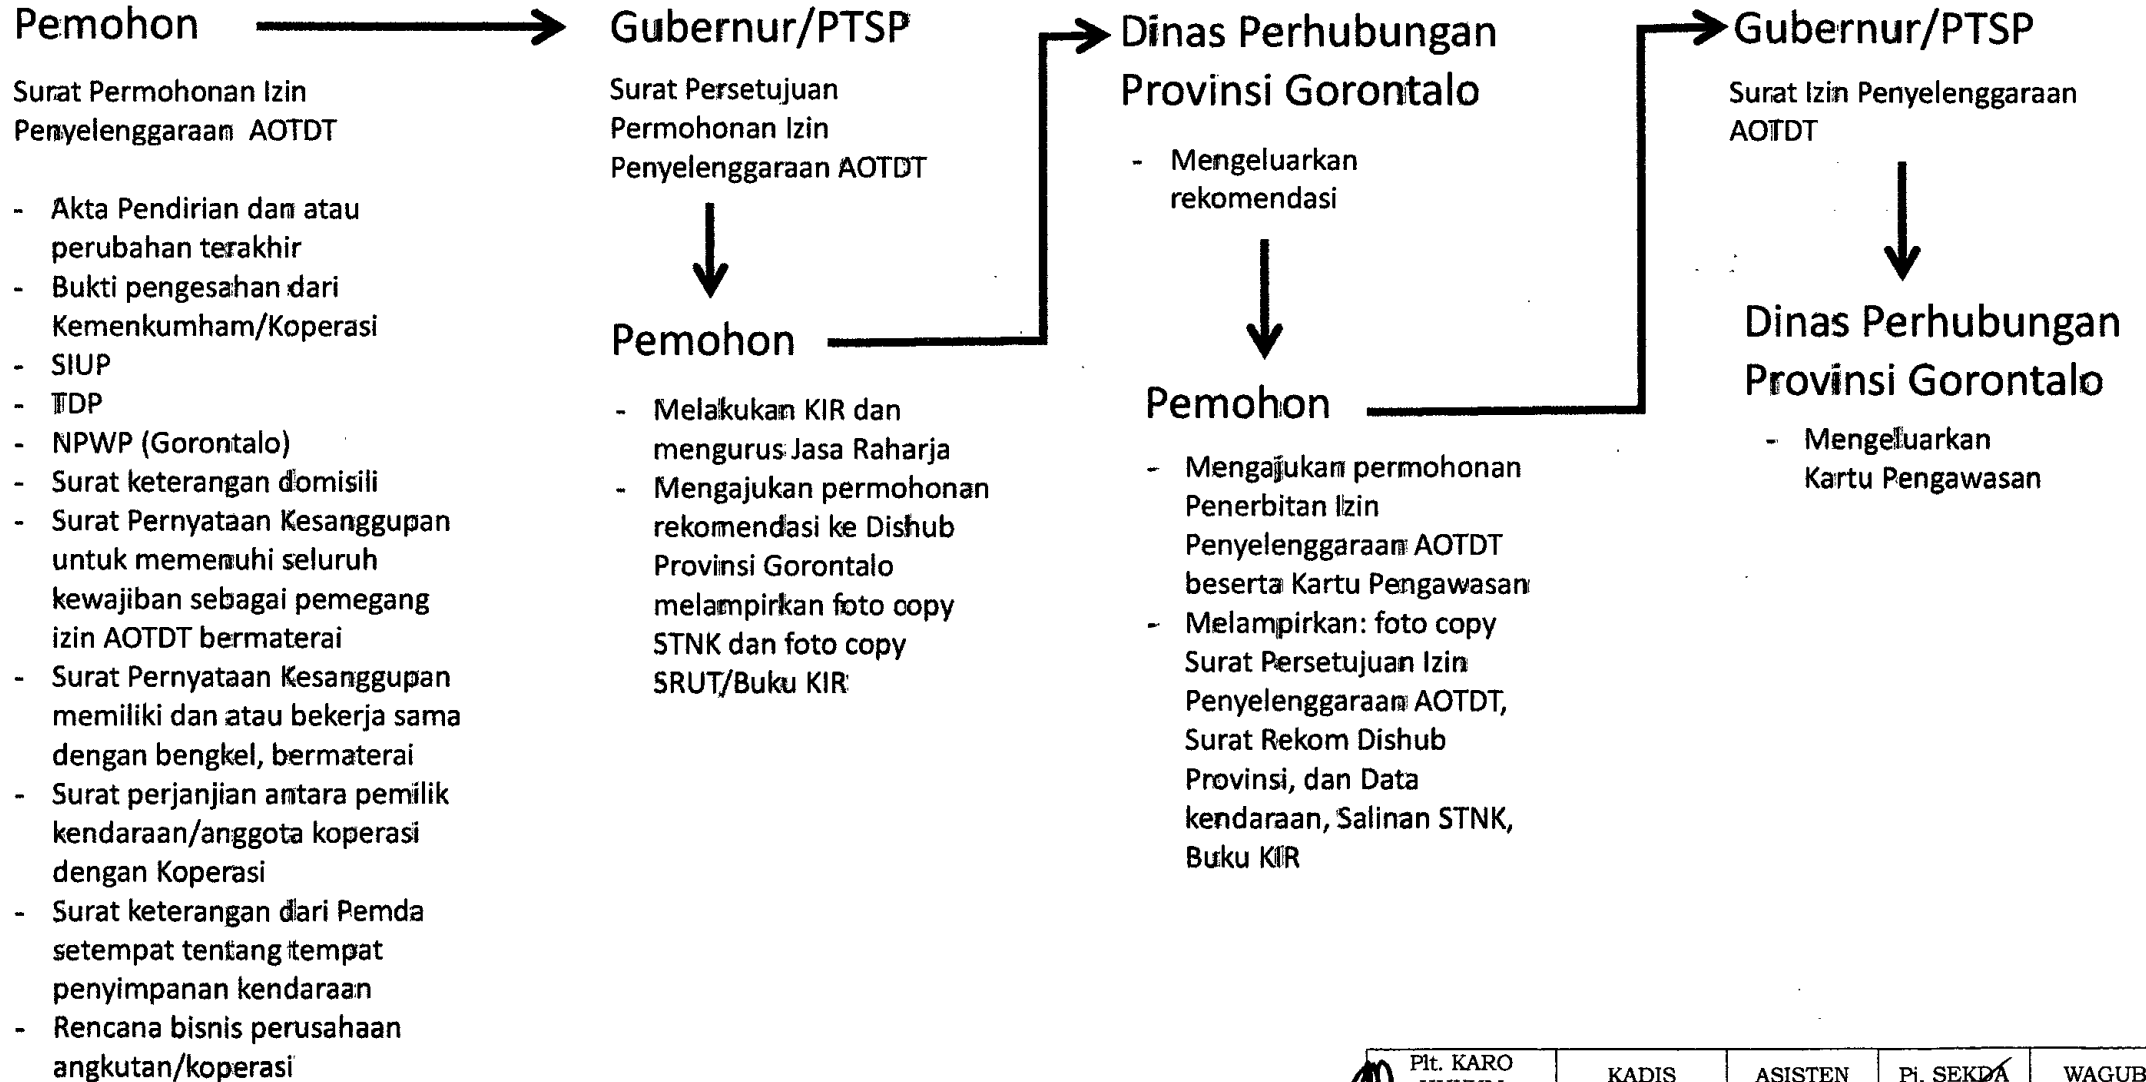 Pemohon
Surat Permohonan Izin
Penyelenggaraan AOTDT
- Akta Pendirian dan atau
perubahan terakhir
- Bukti pengesahan dari
Kemenkumham/Koperasi
- SIUP
- TDP
- NPWP (Gorontalo)
- Surat keterangan domisili
- Surat Pernyataan Kesanggupan
untuk memenuhi seluruh
kewajiban sebagai pemegang
izin AOTDT bermaterai
- Surat Pernyataan Kesanggupan
memiliki dan atau bekerja sama
dengan bengkel, bermaterai
- Surat perjanjian antara pemilik
kendaraan/anggota koperasi
dengan Koperasi
- Surat keterangan dari Pemda
setempat tentang tempat
penyimpanan kendaraan
- Rencana bisnis perusahaan
angkutan/koperasi
Gubernur/PTSP
Surat Persetujuan
Permohonan Izin
Penyelenggaraan AOTDT
Pemohon
- Melakukan KIR dan
mengurus Jasa Raharja
- Mengajukan permohonan
rekomendasi ke Dishub
Provinsi Gorontalo
melampirkan foto copy
STNK dan foto copy
SRUT/Buku KIR
Dinas Perhubungan
Provinsi Gorontalo
- Mengeluarkan
rekomendasi
Pemohon
- Mengajukan permohonan
Penerbitan Izin
Penyelenggaraan AOTDT
beserta Kartu Pengawasan
- Melampirkan: foto copy
Surat Persetujuan Izin
Penyelenggaraan AOTDT,
Surat Rekom Dishub
Provinsi, dan Data
kendaraan, Salinan STNK,
Buku KIR
Gubernur/PTSP
Surat Izin Penyelenggaraan
AOTDT
Dinas Perhubungan
Provinsi Gorontalo
- Mengeluarkan
Kartu Pengawasan
Plt. KARO
KADIS
ASISTEN
Pj. SEKDA
WAGUB